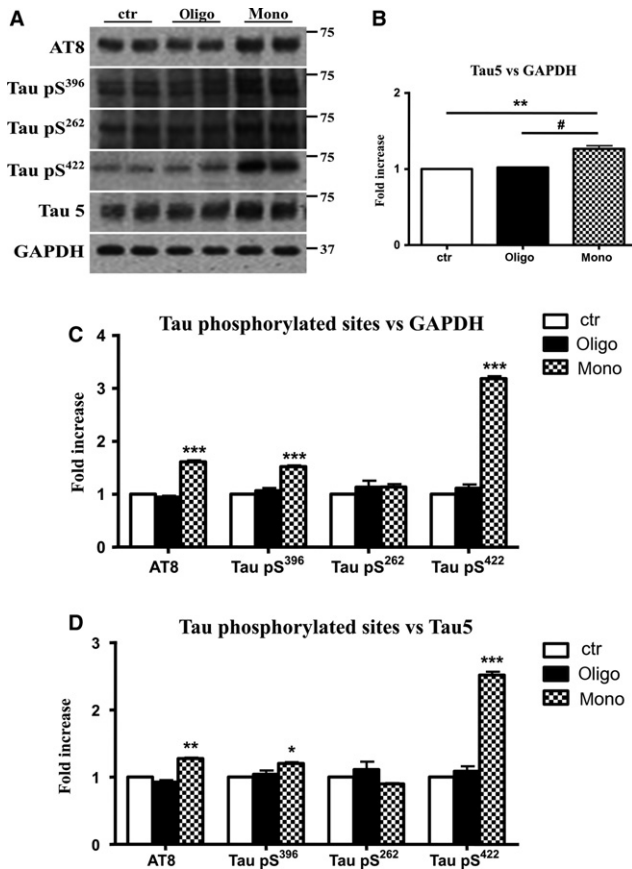 A
ctr Oligo Mono
AT8
75
Tau pS396
75
Tau pS262
75
Tau pS422
75
Tau 5
75
GAPDH
37
B
Tau5 vs GAPDH
Fold increase
2
1
0
**
#
ctr Oligo Mono
C
Tau phosphorylated sites vs GAPDH
Fold increase
4
3
2
1
0
***
***
***
AT8 Tau pS262 Tau pS396 Tau pS422
ctr
Oligo
Mono
D
Tau phosphorylated sites vs Tau5
Fold increase
3
2
1
0
**
*
***
AT8 Tau pS396 Tau pS262 Tau pS422
ctr
Oligo
Mono